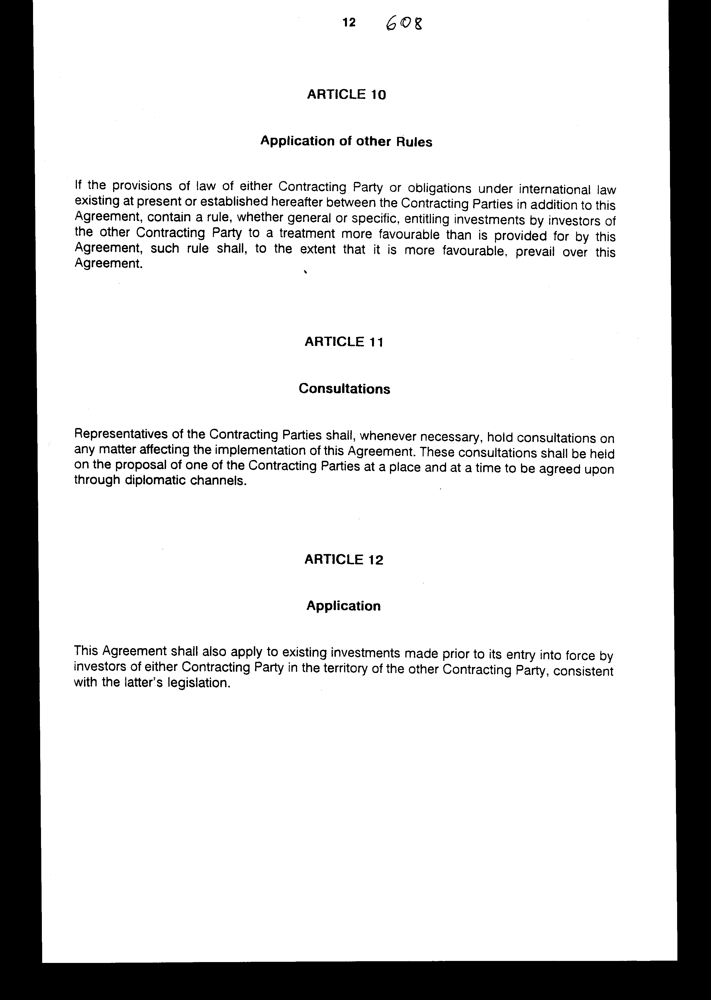 12 608
ARTICLE 10
Application of other Rules
If the provisions of law of either Contracting Party or obligations under international law
existing at present or established hereafter between the Contracting Parties in addition to this
Agreement, contain a rule, whether general or specific, entitling investments by investors of
the other Contracting Party to a treatment more favourable than is provided for by this
Agreement, such rule shall, to the extent that it is more favourable, prevail over this
Agreement.
ARTICLE 11
Consultations
Representatives of the Contracting Parties shall, whenever necessary, hold consultations on
any matter affecting the implementation of this Agreement. These consultations shall be held
on the proposal of one of the Contracting Parties at a place and at a time to be agreed upon
through diplomatic channels.
ARTICLE 12
Application
This Agreement shall also apply to existing investments made prior to its entry into force by
investors of either Contracting Party in the territory of the other Contracting Party, consistent
with the latter's legislation.